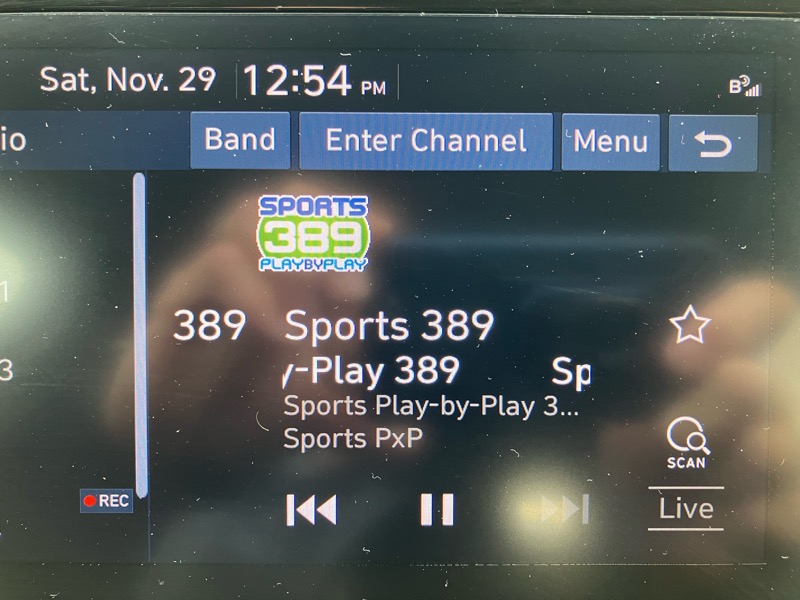 Sat, Nov. 29 12:54 PM
B
io Band Enter Channel Menu
SPORTS
389
PLAYBYPLAY
1
389 Sports 389
y-Play 389 Sp
3
Sports Play-by-Play 3...
Sports PxP
SCAN
REC
Live